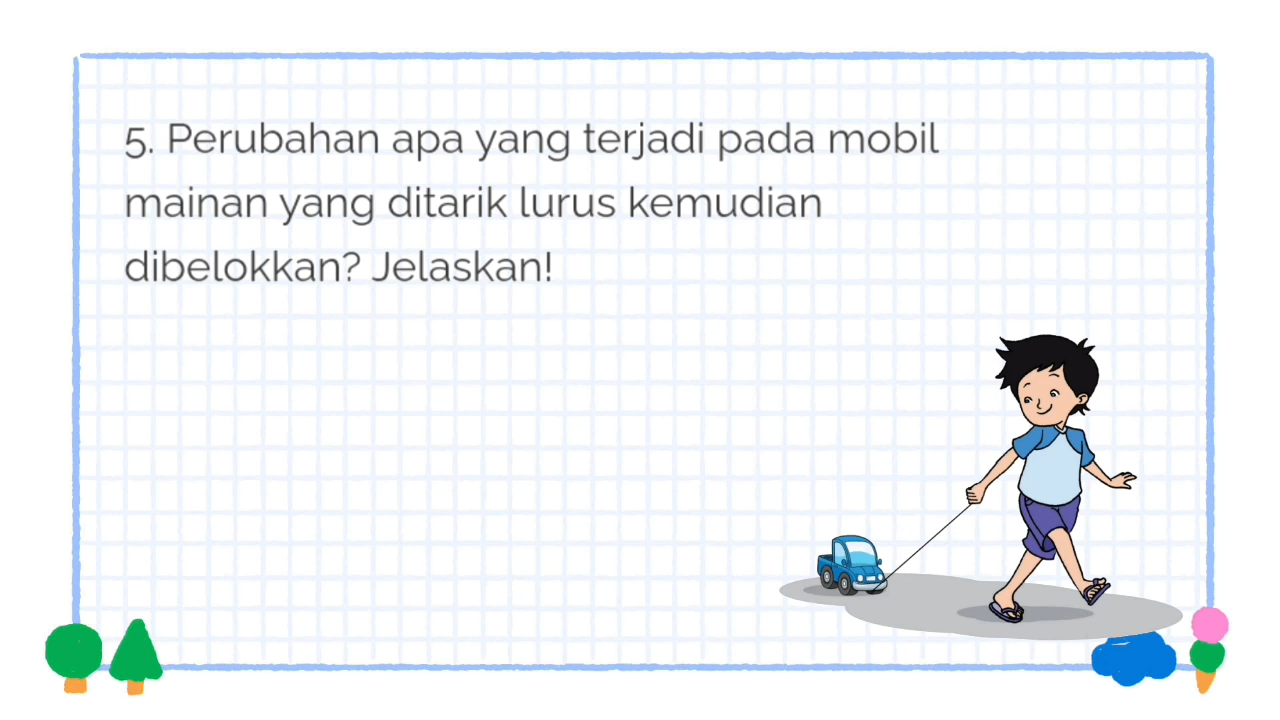 5. Perubahan apa yang terjadi pada mobil
mainan yang ditarik lurus kemudian
dibelokkan? Jelaskan!